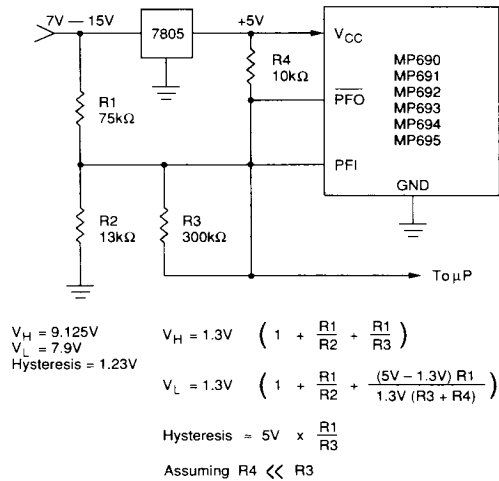 7V — 15V
7805
+5V
R4
10kΩ
R1
75kΩ
R2
13kΩ
R3
300kΩ
VCC
PFO
PFI
GND
MP690
MP691
MP692
MP693
MP694
MP695
To µP
VH = 9.125V
VL = 7.9V
Hysteresis = 1.23V
VH = 1.3V ( 1 + R1/R2 + R1/R3 )
VL = 1.3V ( 1 + R1/R2 + (5V – 1.3V) R1 / 1.3V (R3 + R4) )
Hysteresis ≈ 5V x R1/R3
Assuming R4 << R3